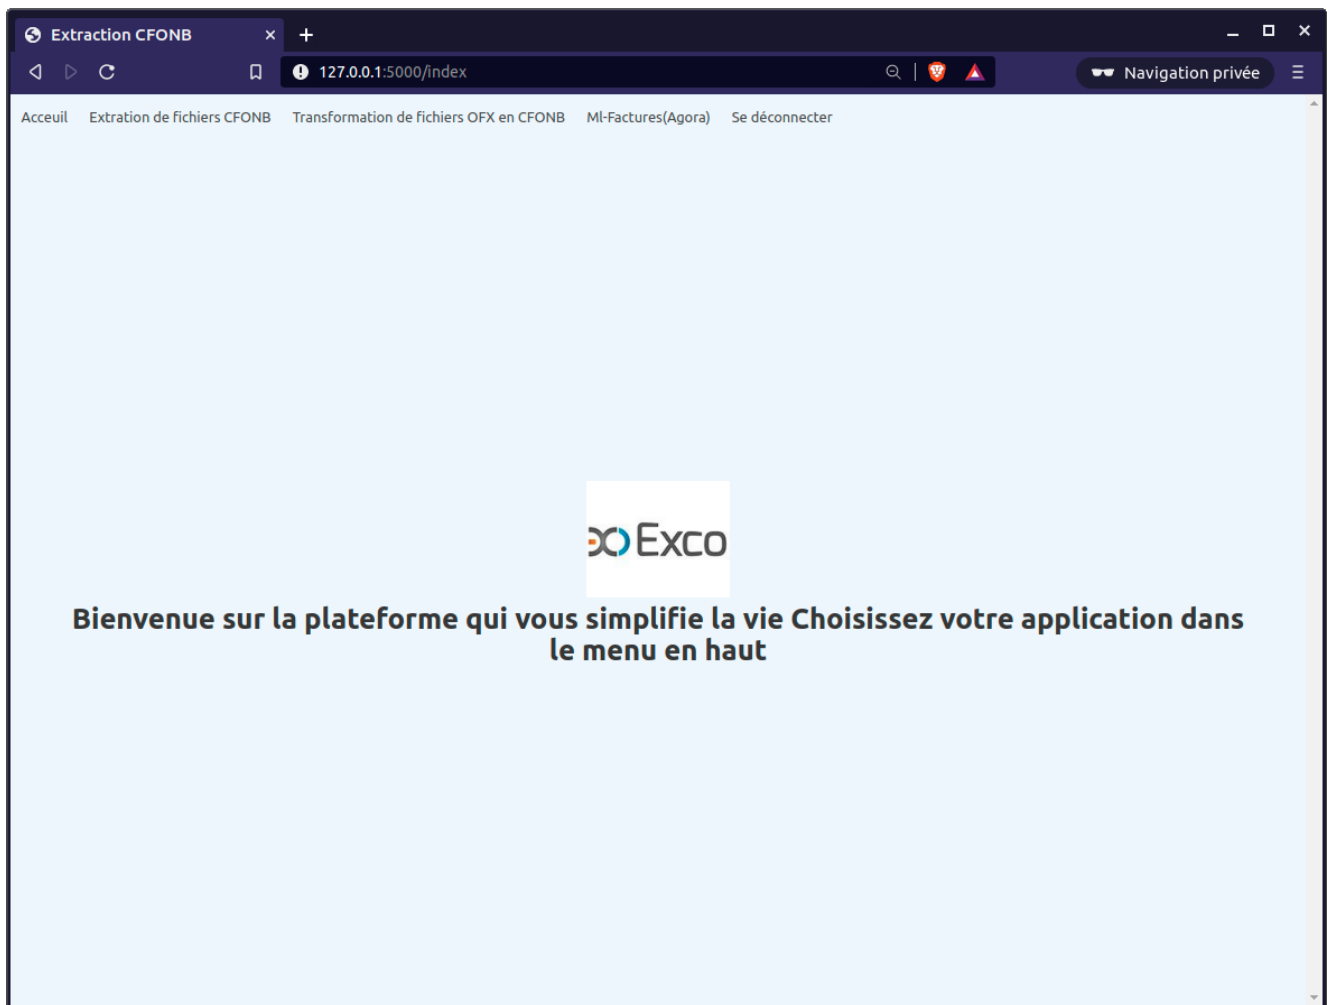 Extraction CFONB
127.0.0.1:5000/index
Navigation privée
Acceuil Extration de fichiers CFONB Transformation de fichiers OFX en CFONB Ml-Factures(Agora) Se déconnecter
Exco
Bienvenue sur la plateforme qui vous simplifie la vie Choisissez votre application dans
le menu en haut